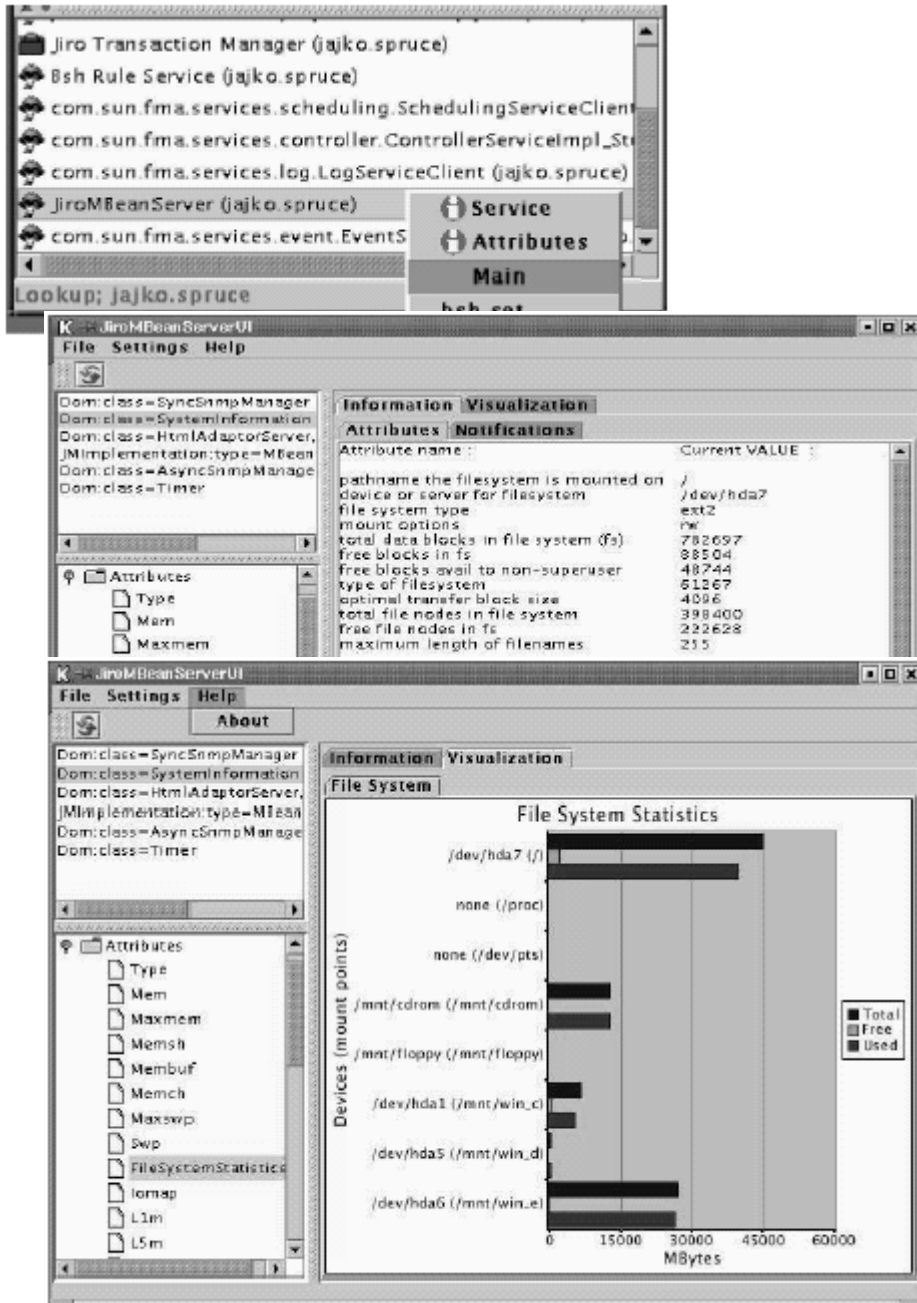 Jiro Transaction Manager (jajko.spruce)
Bsh Rule Service (jajko.spruce)
com.sun.fma.services.scheduling.SchedulingServiceClient
com.sun.fma.services.controller.ControllerServiceImpl_St
com.sun.fma.services.log.LogServiceClient (jajko.spruce)
JiroMBeanServer (jajko.spruce)
com.sun.fma.services.event.EventS
Service
Attributes
Main
bsh set
Lookup; jajko.spruce
JiroMBeanServerUI
File Settings Help
Dom:class=SyncSnmpManager
Dom:class=SystemInformation
Dom:class=HtmlAdaptorServer,
JMImplementation:type=MBean
Dom:class=AsyncSnmpManage
Dom:class=Timer
Attributes
Type
Mem
Maxmem
Information Visualization
Attributes Notifications
Attribute name : Current VALUE :
pathname the filesystem is mounted on /
device or server for filesystem /dev/hda7
file system type ext2
mount options rw
total data blocks in file system (fs) 782697
free blocks in fs 88504
free blocks avail to non-superuser 48744
type of filesystem 61267
optimal transfer block size 4096
total file nodes in file system 398400
free file nodes in fs 222628
maximum length of filenames 255
JiroMBeanServerUI
File Settings Help
About
Dom:class=SyncSnmpManager
Dom:class=SystemInformation
Dom:class=HtmlAdaptorServer,
JMImplementation:type=MBean
Dom:class=AsyncSnmpManage
Dom:class=Timer
Attributes
Type
Mem
Maxmem
Memsh
Membuf
Memch
Maxswp
Swp
FileSystemStatistics
Iomap
L1m
L5m
Information Visualization
File System
File System Statistics
Devices (mount points)
/dev/hda7 (/)
none (/proc)
none (/dev/pts)
/mnt/cdrom (/mnt/cdrom)
/mnt/floppy (/mnt/floppy)
/dev/hda1 (/mnt/win_c)
/dev/hda5 (/mnt/win_d)
/dev/hda6 (/mnt/win_e)
0 15000 30000 45000 60000
MBytes
Total
Free
Used